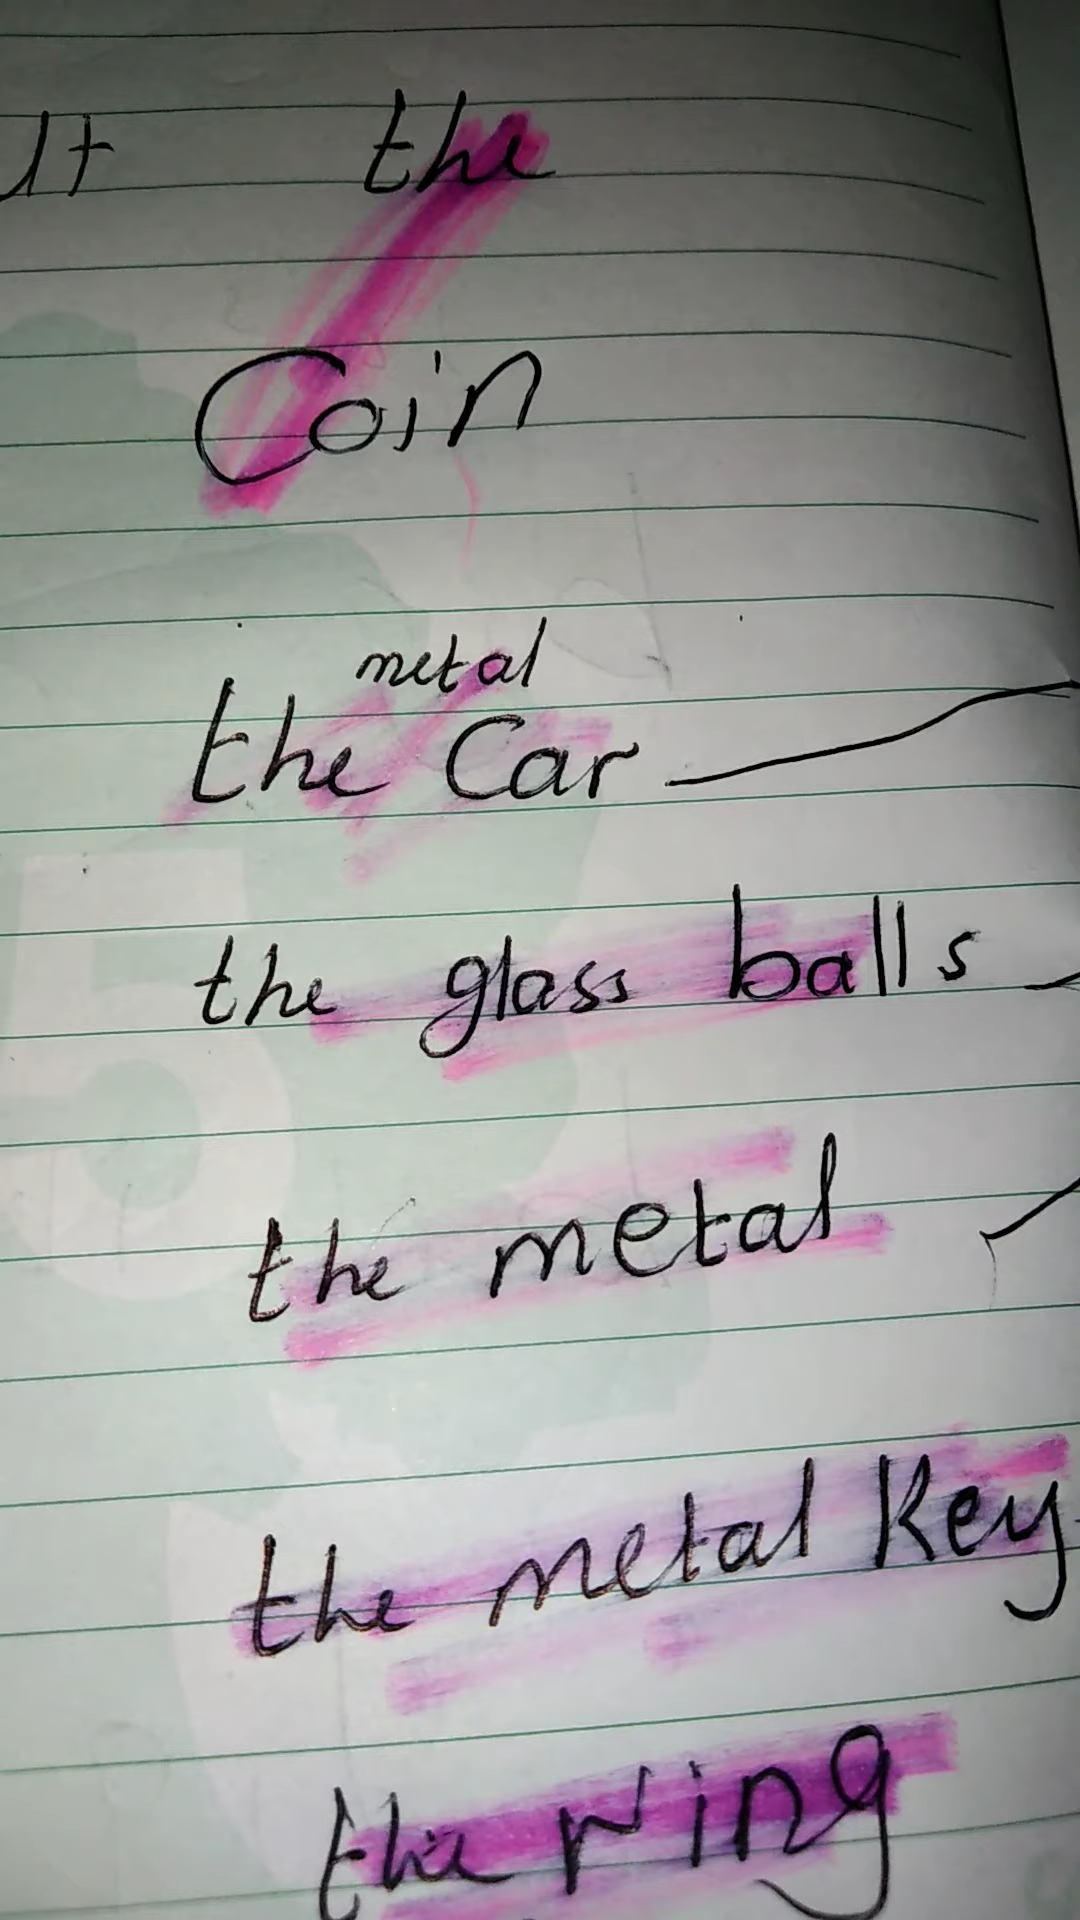 It the
Coin
metal
the Car
the glass balls
the metal
the metal Key
the ring